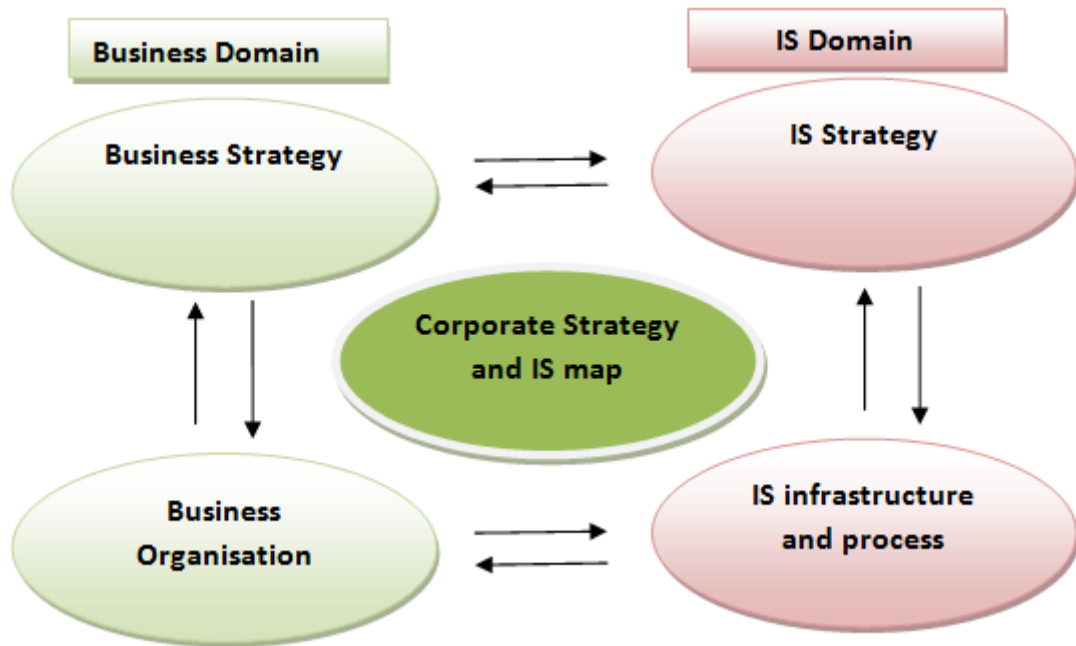 Business Domain
IS Domain
Business Strategy
IS Strategy
Corporate Strategy
and IS map
Business
Organisation
IS infrastructure
and process